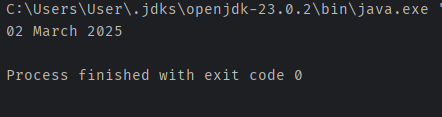 C:\Users\User\.jdks\openjdk-23.0.2\bin\java.exe "
02 March 2025
Process finished with exit code 0